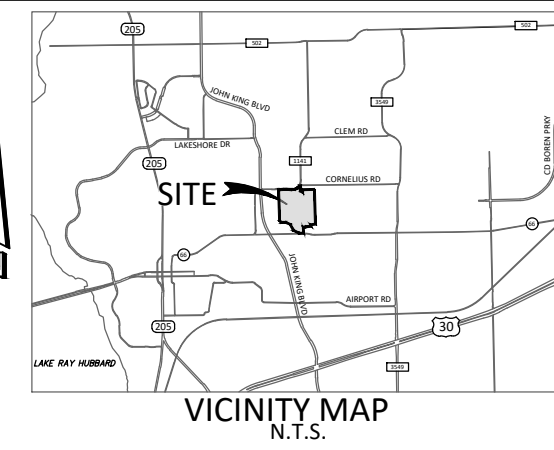 205
502
502
JOHN KING BLVD
3549
CLEM RD
LAKESHORE DR
CD BOREN PRKY
205
1141
CORNELIUS RD
SITE
66
66
JOHN KING BLVD
AIRPORT RD
205
30
LAKE RAY HUBBARD
3549
VICINITY MAP
N.T.S.